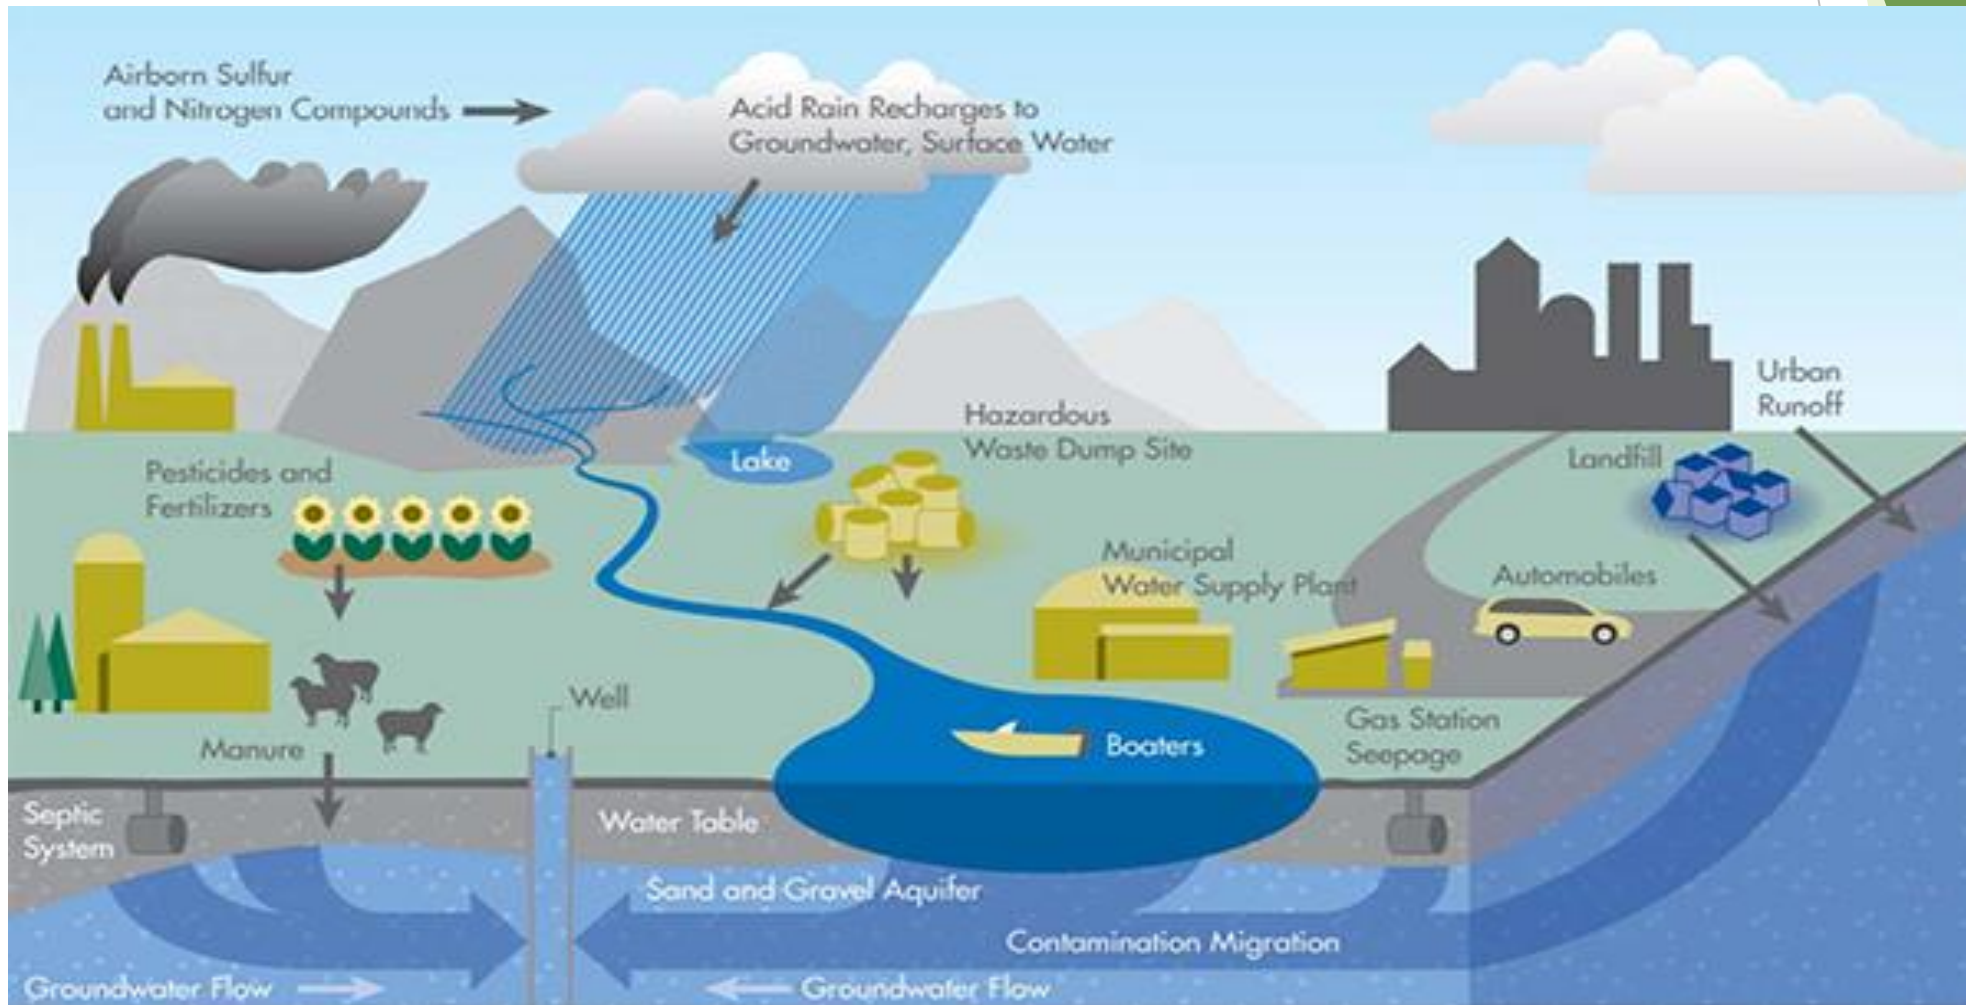 Airborn Sulfur
and Nitrogen Compounds
Acid Rain Recharges to
Groundwater, Surface Water
Urban
Runoff
Hazardous
Waste Dump Site
Lake
Landfill
Pesticides and
Fertilizers
Municipal
Water Supply Plant
Automobiles
Well
Gas Station
Seepage
Boaters
Manure
Septic
System
Water Table
Sand and Gravel Aquifer
Contamination Migration
Groundwater Flow
Groundwater Flow